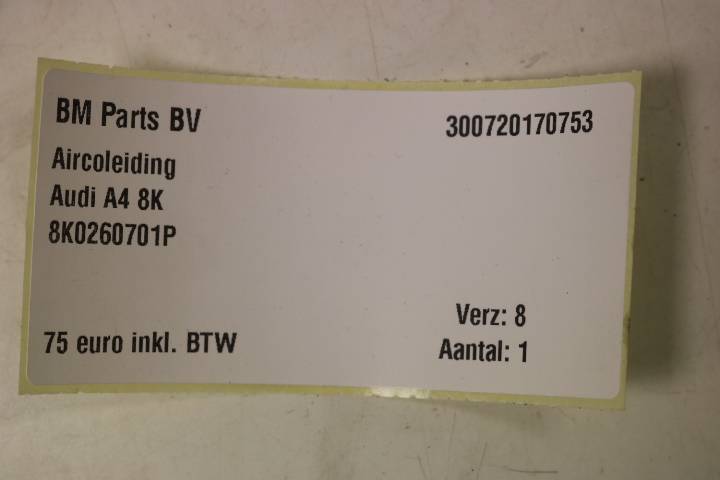 BM Parts BV
300720170753
Aircoleiding
Audi A4 8K
8K0260701P
Verz: 8
75 euro inkl. BTW
Aantal: 1